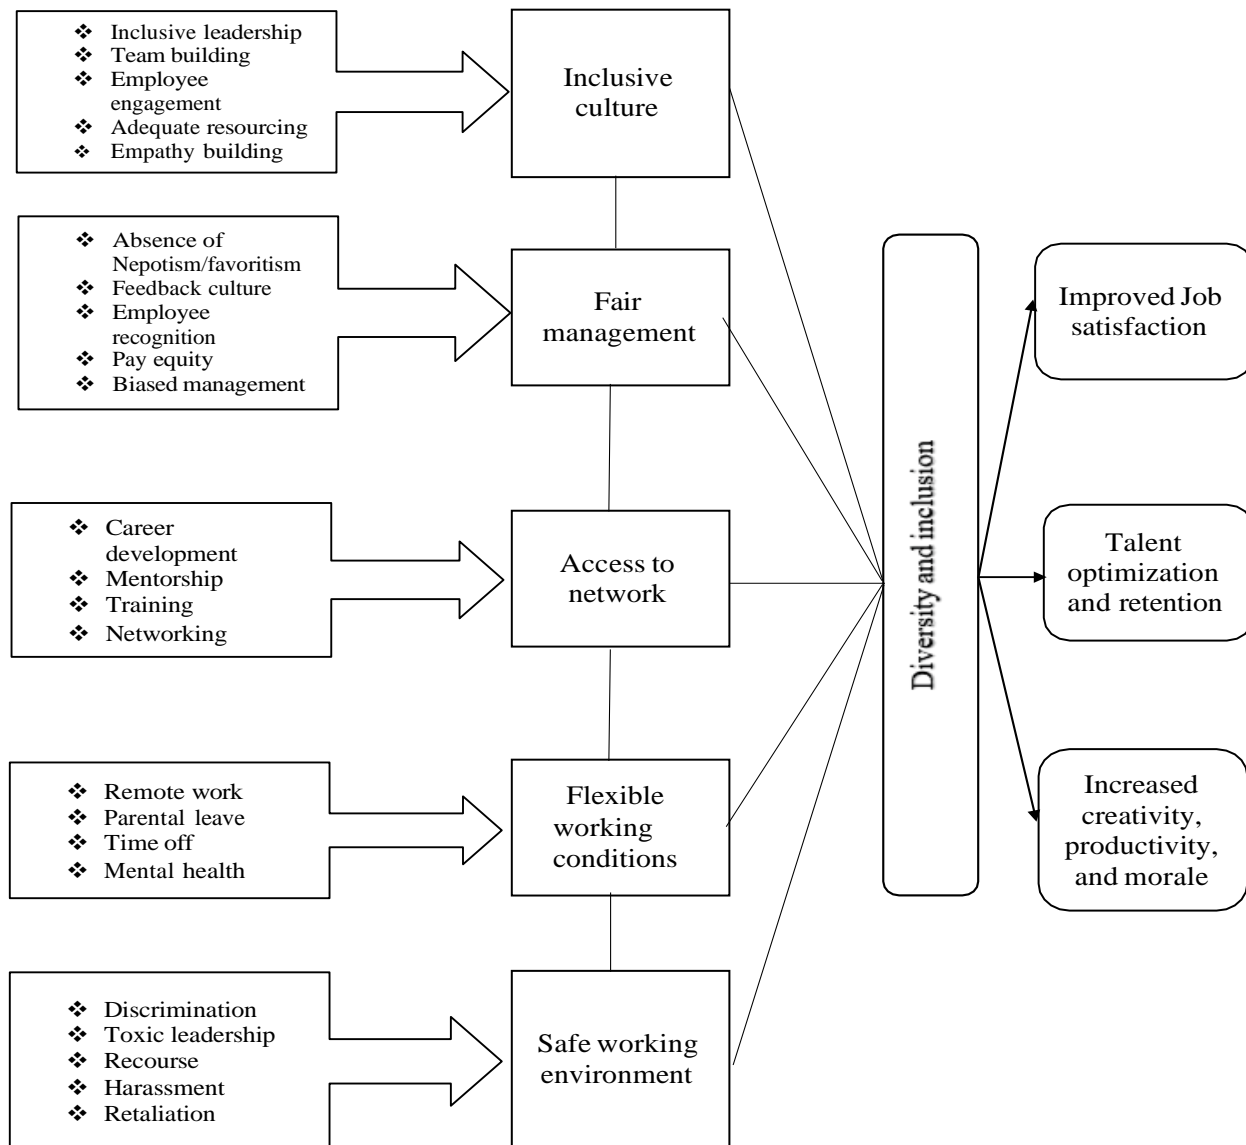 ❖ Inclusive leadership
❖ Team building
❖ Employee
engagement
❖ Adequate resourcing
❖ Empathy building
Inclusive
culture
❖ Absence of
Nepotism/favoritism
❖ Feedback culture
❖ Employee
recognition
❖ Pay equity
❖ Biased management
Fair
management
❖ Career
development
❖ Mentorship
❖ Training
❖ Networking
Access to
network
❖ Remote work
❖ Parental leave
❖ Time off
❖ Mental health
Flexible
working
conditions
❖ Discrimination
❖ Toxic leadership
❖ Recourse
❖ Harassment
❖ Retaliation
Safe working
environment
Diversity and inclusion
Improved Job
satisfaction
Talent
optimization
and retention
Increased
creativity,
productivity,
and morale